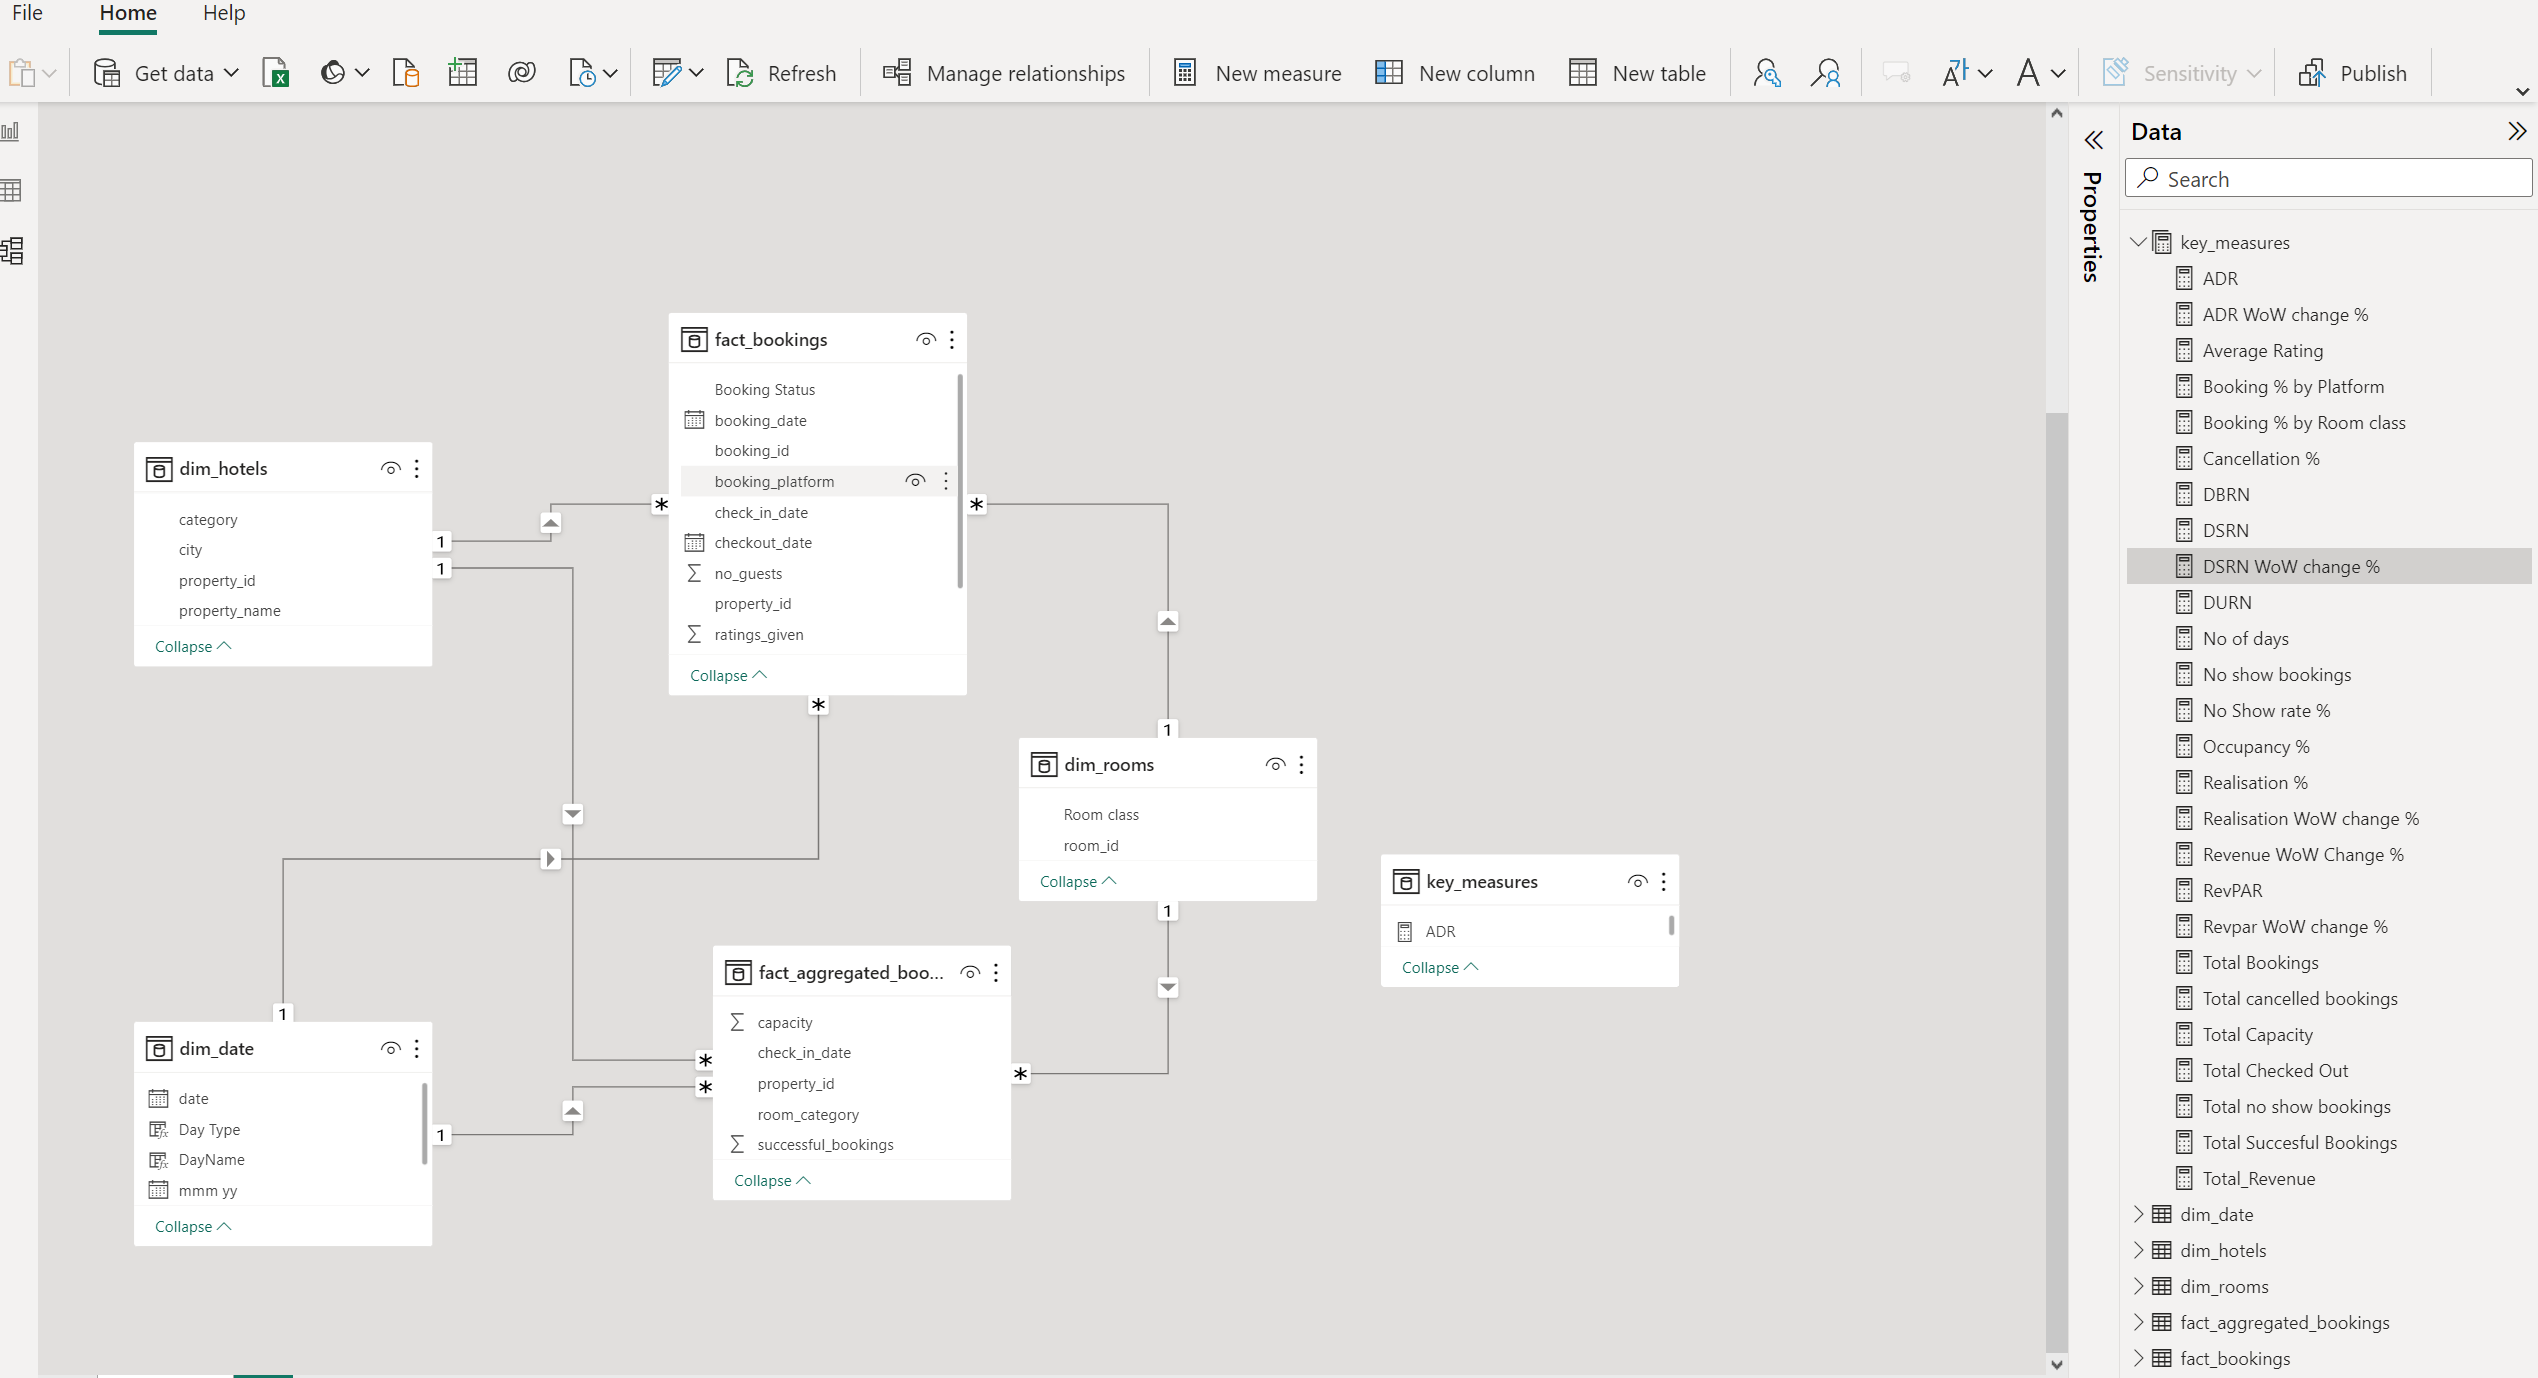 File Home Help
Get data Refresh Manage relationships New measure New column New table Sensitivity Publish
fact_bookings
Booking Status
booking_date
booking_id
booking_platform
check_in_date
checkout_date
no_guests
property_id
ratings_given
Collapse
dim_hotels
category
city
property_id
property_name
Collapse
1
1
*
*
*
1
dim_rooms
Room class
room_id
Collapse
1
key_measures
ADR
Collapse
fact_aggregated_boo...
capacity
check_in_date
property_id
room_category
successful_bookings
Collapse
*
*
*
1
dim_date
date
Day Type
DayName
mmm yy
Collapse
1
Properties
Data
Search
key_measures
ADR
ADR WoW change %
Average Rating
Booking % by Platform
Booking % by Room class
Cancellation %
DBRN
DSRN
DSRN WoW change %
DURN
No of days
No show bookings
No Show rate %
Occupancy %
Realisation %
Realisation WoW change %
Revenue WoW Change %
RevPAR
Revpar WoW change %
Total Bookings
Total cancelled bookings
Total Capacity
Total Checked Out
Total no show bookings
Total Succesful Bookings
Total_Revenue
dim_date
dim_hotels
dim_rooms
fact_aggregated_bookings
fact_bookings